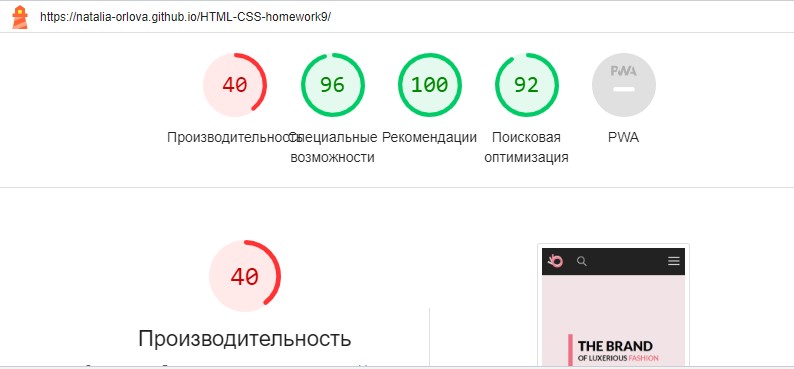 https://natalia-orlova.github.io/HTML-CSS-homework9/
40 96 100 92 PWA
Производительность Специальные возможности Рекомендации Поисковая оптимизация PWA
40
Производительность
THE BRAND
OF LUXERIOUS FASHION